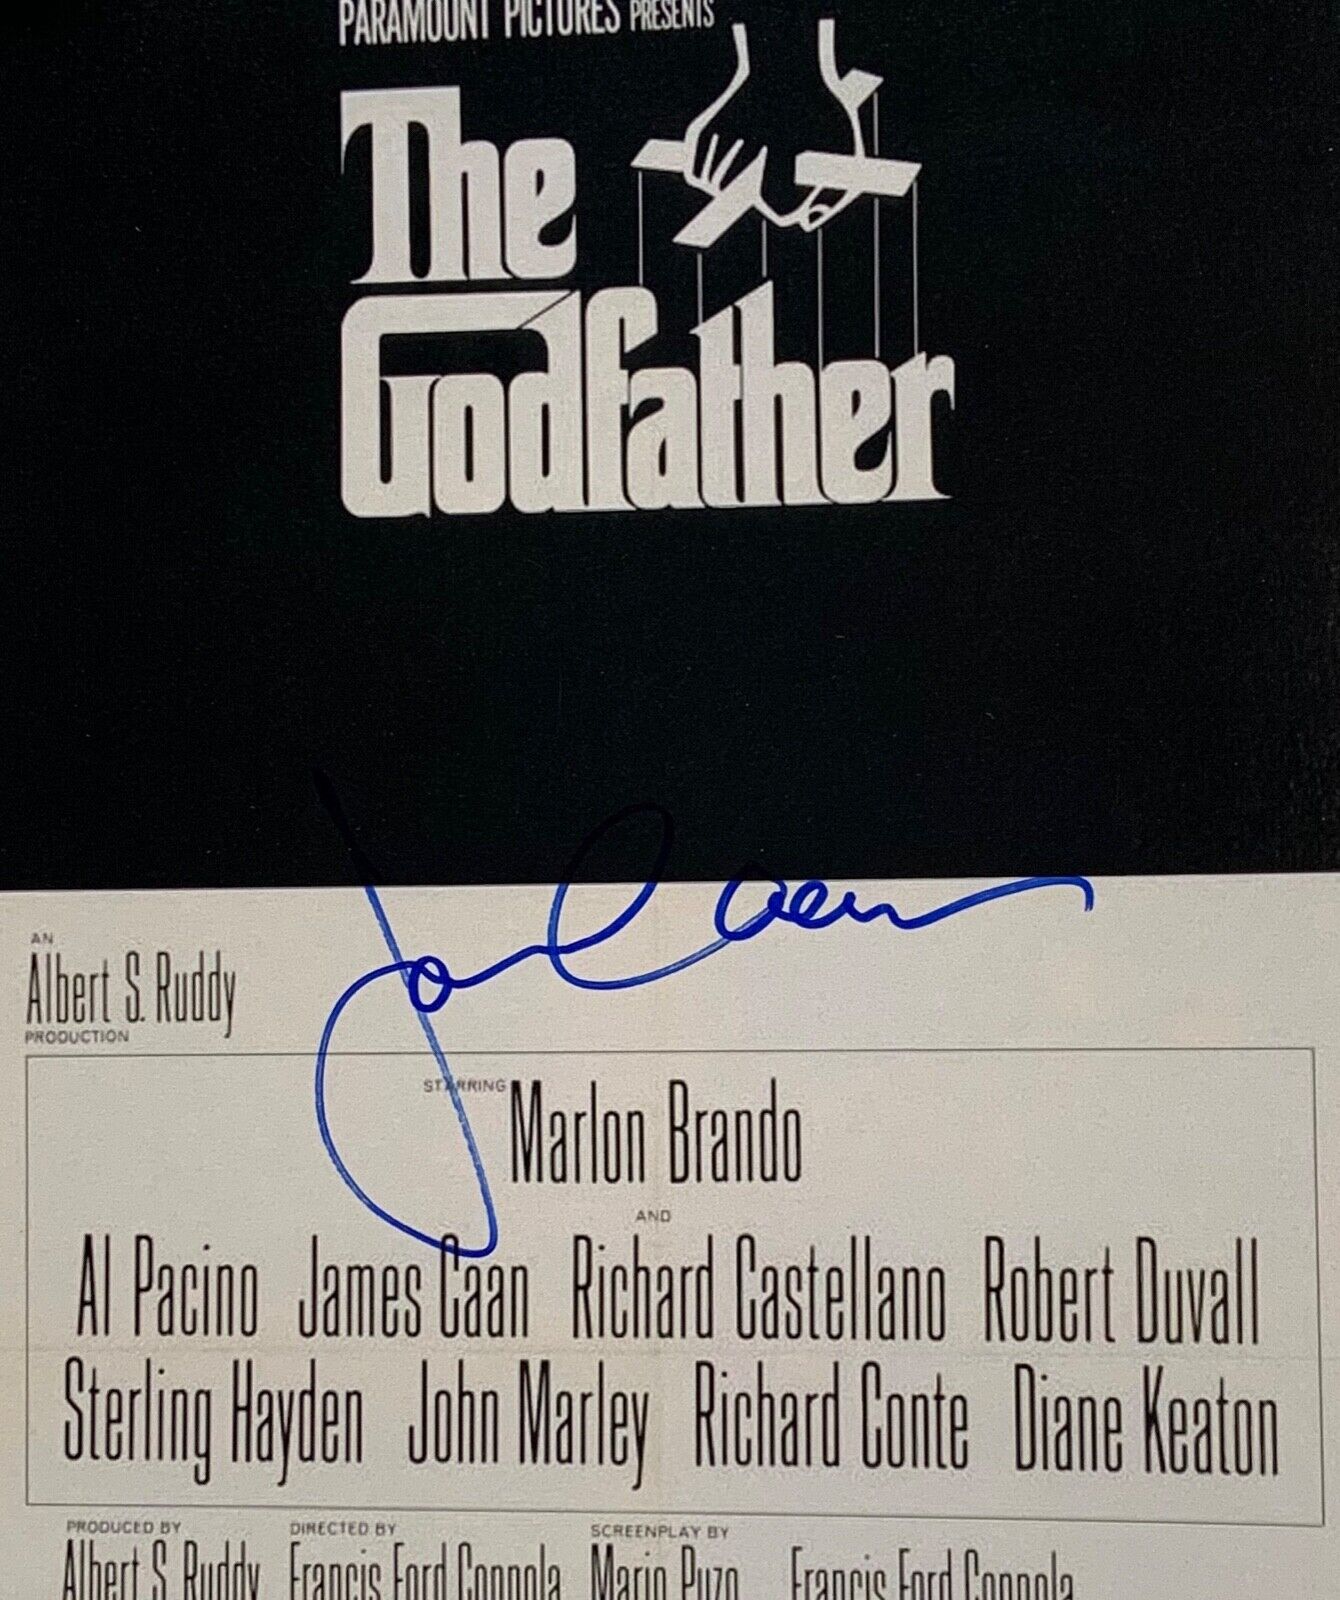 PARAMOUNT PICTURES PRESENTS
The
Godfather
James Caan
AN
Albert S. Ruddy
PRODUCTION
STARRING Marlon Brando
AND
Al Pacino James Caan Richard Castellano Robert Duvall
Sterling Hayden John Marley Richard Conte Diane Keaton
PRODUCED BY DIRECTED BY SCREENPLAY BY
Albert S. Ruddy Francis Ford Coppola Mario Puzo Francis Ford Coppola